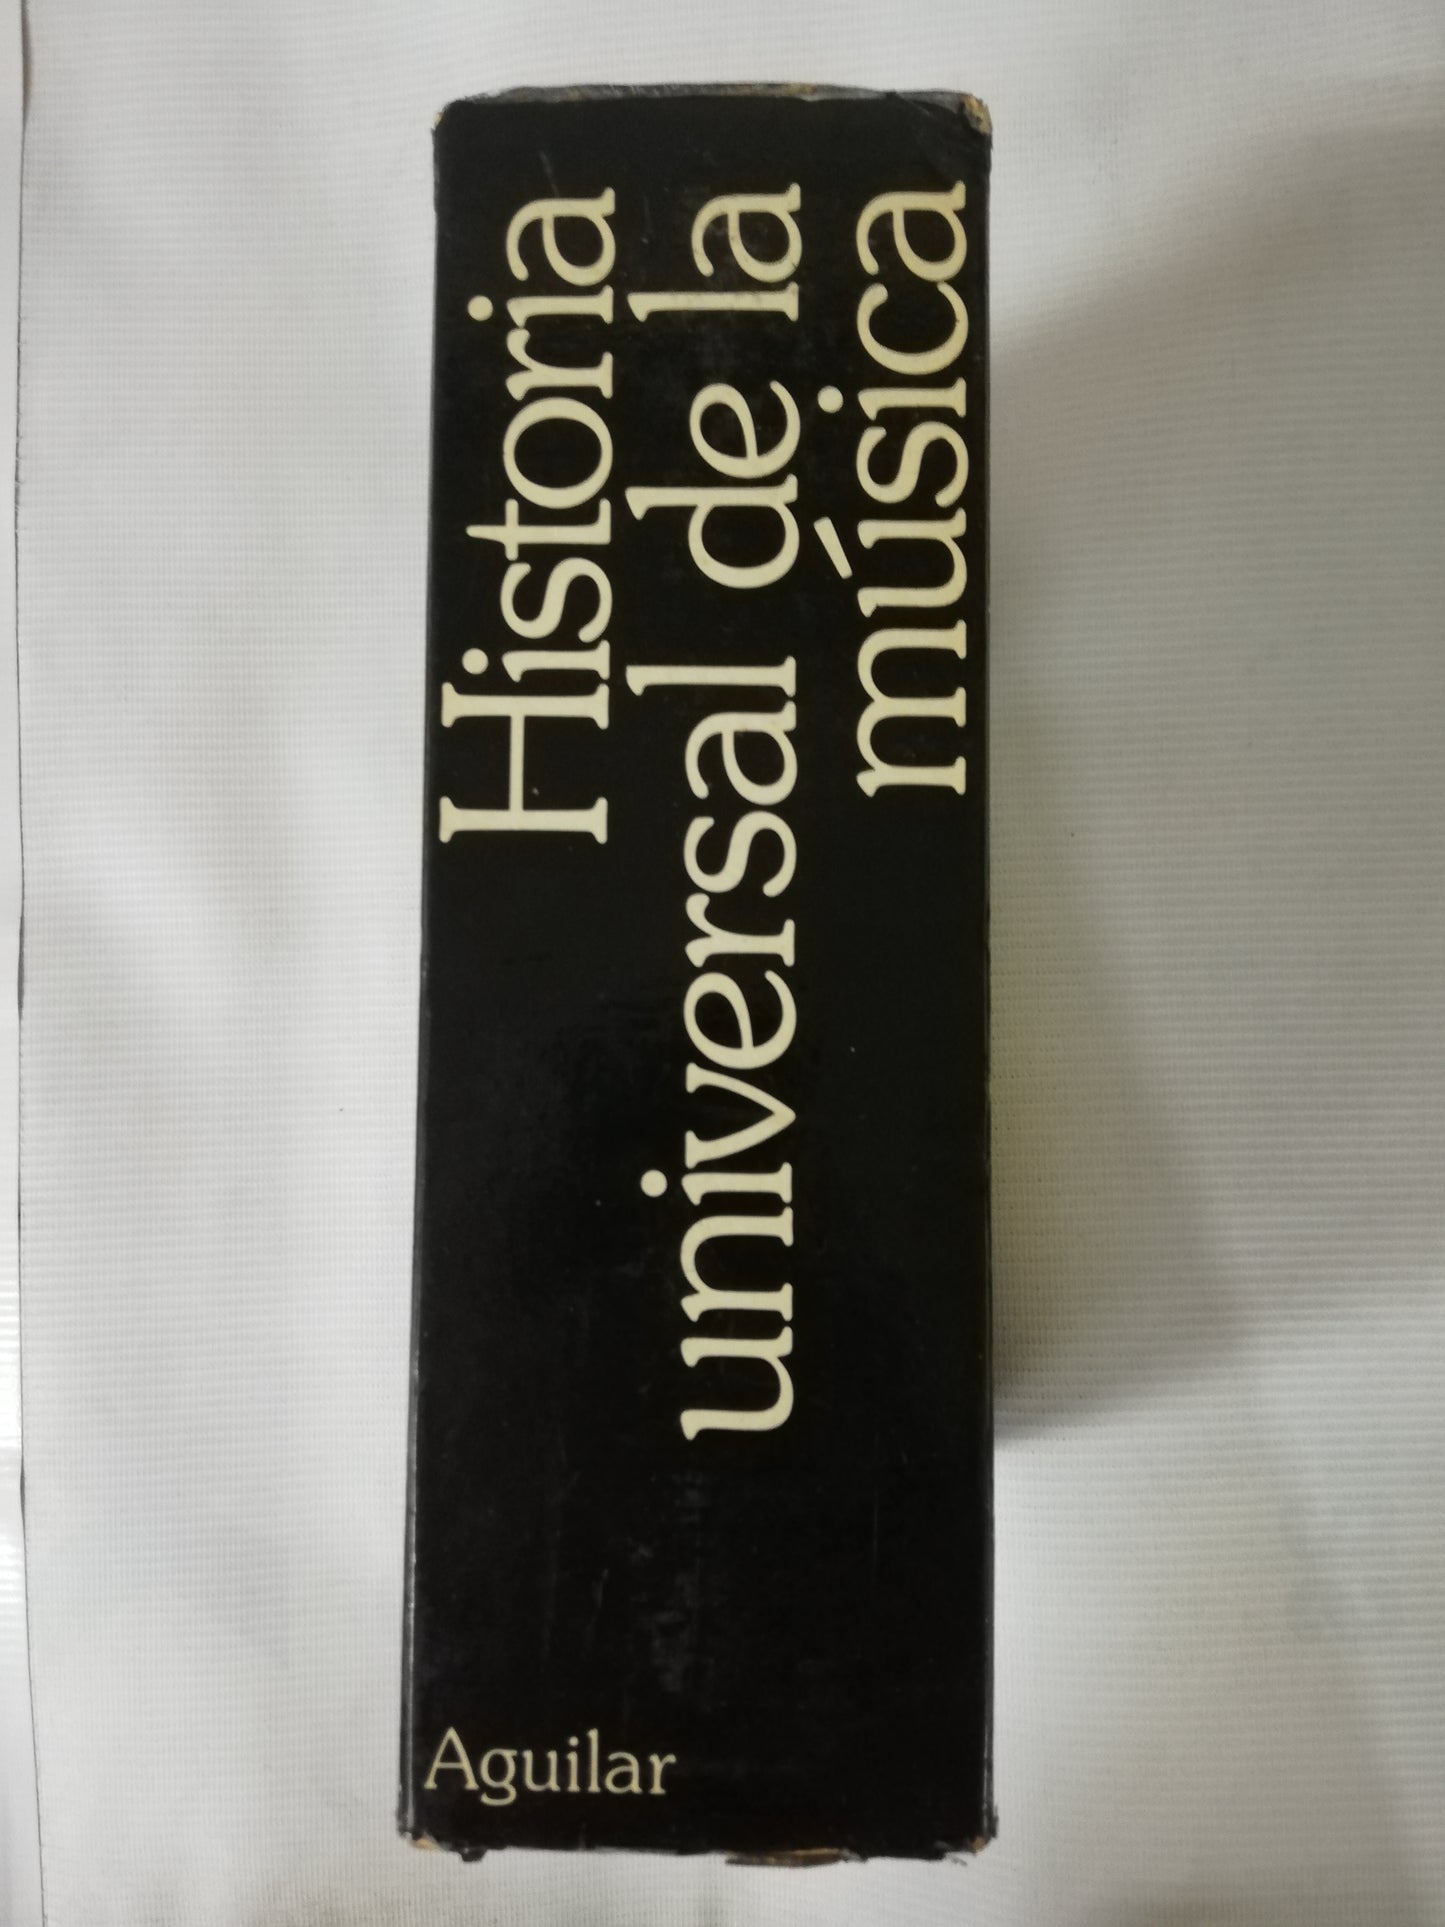 Historia
universal de la
música
Aguilar